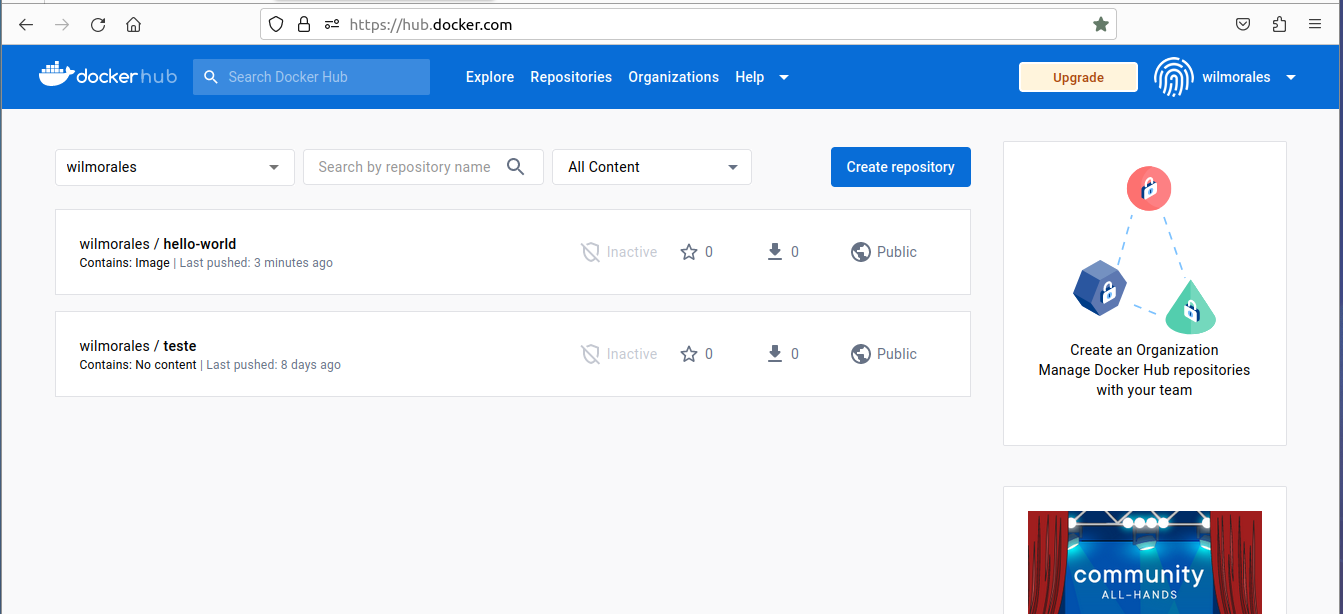 https://hub.docker.com
dockerhub Search Docker Hub Explore Repositories Organizations Help Upgrade wilmorales
wilmorales Search by repository name All Content Create repository
wilmorales / hello-world
Contains: Image | Last pushed: 3 minutes ago
Inactive 0 0 Public
wilmorales / teste
Contains: No content | Last pushed: 8 days ago
Inactive 0 0 Public
Create an Organization
Manage Docker Hub repositories
with your team
community
ALL-HANDS